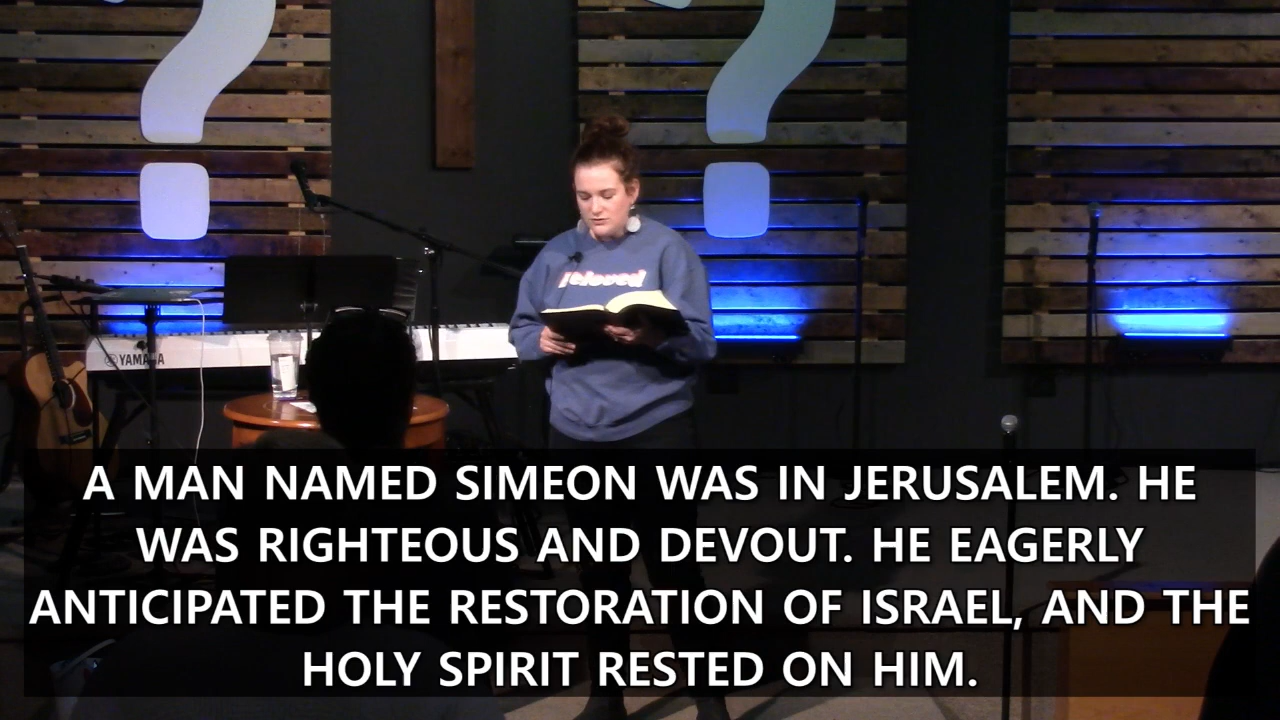 ?
?
beloved
YAMAHA
A MAN NAMED SIMEON WAS IN JERUSALEM. HE
WAS RIGHTEOUS AND DEVOUT. HE EAGERLY
ANTICIPATED THE RESTORATION OF ISRAEL, AND THE
HOLY SPIRIT RESTED ON HIM.